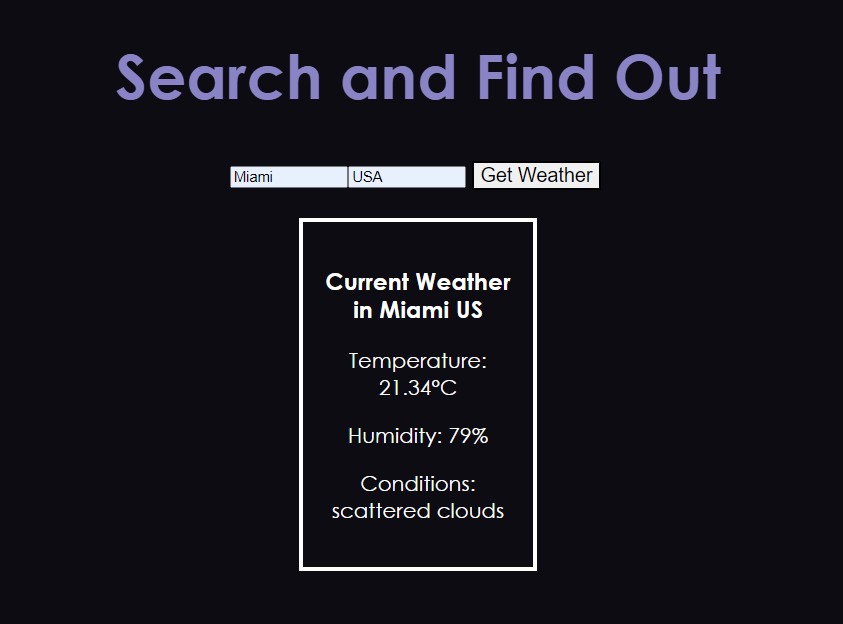 Search and Find Out
Miami USA Get Weather
Current Weather
in Miami US
Temperature:
21.34°C
Humidity: 79%
Conditions:
scattered clouds